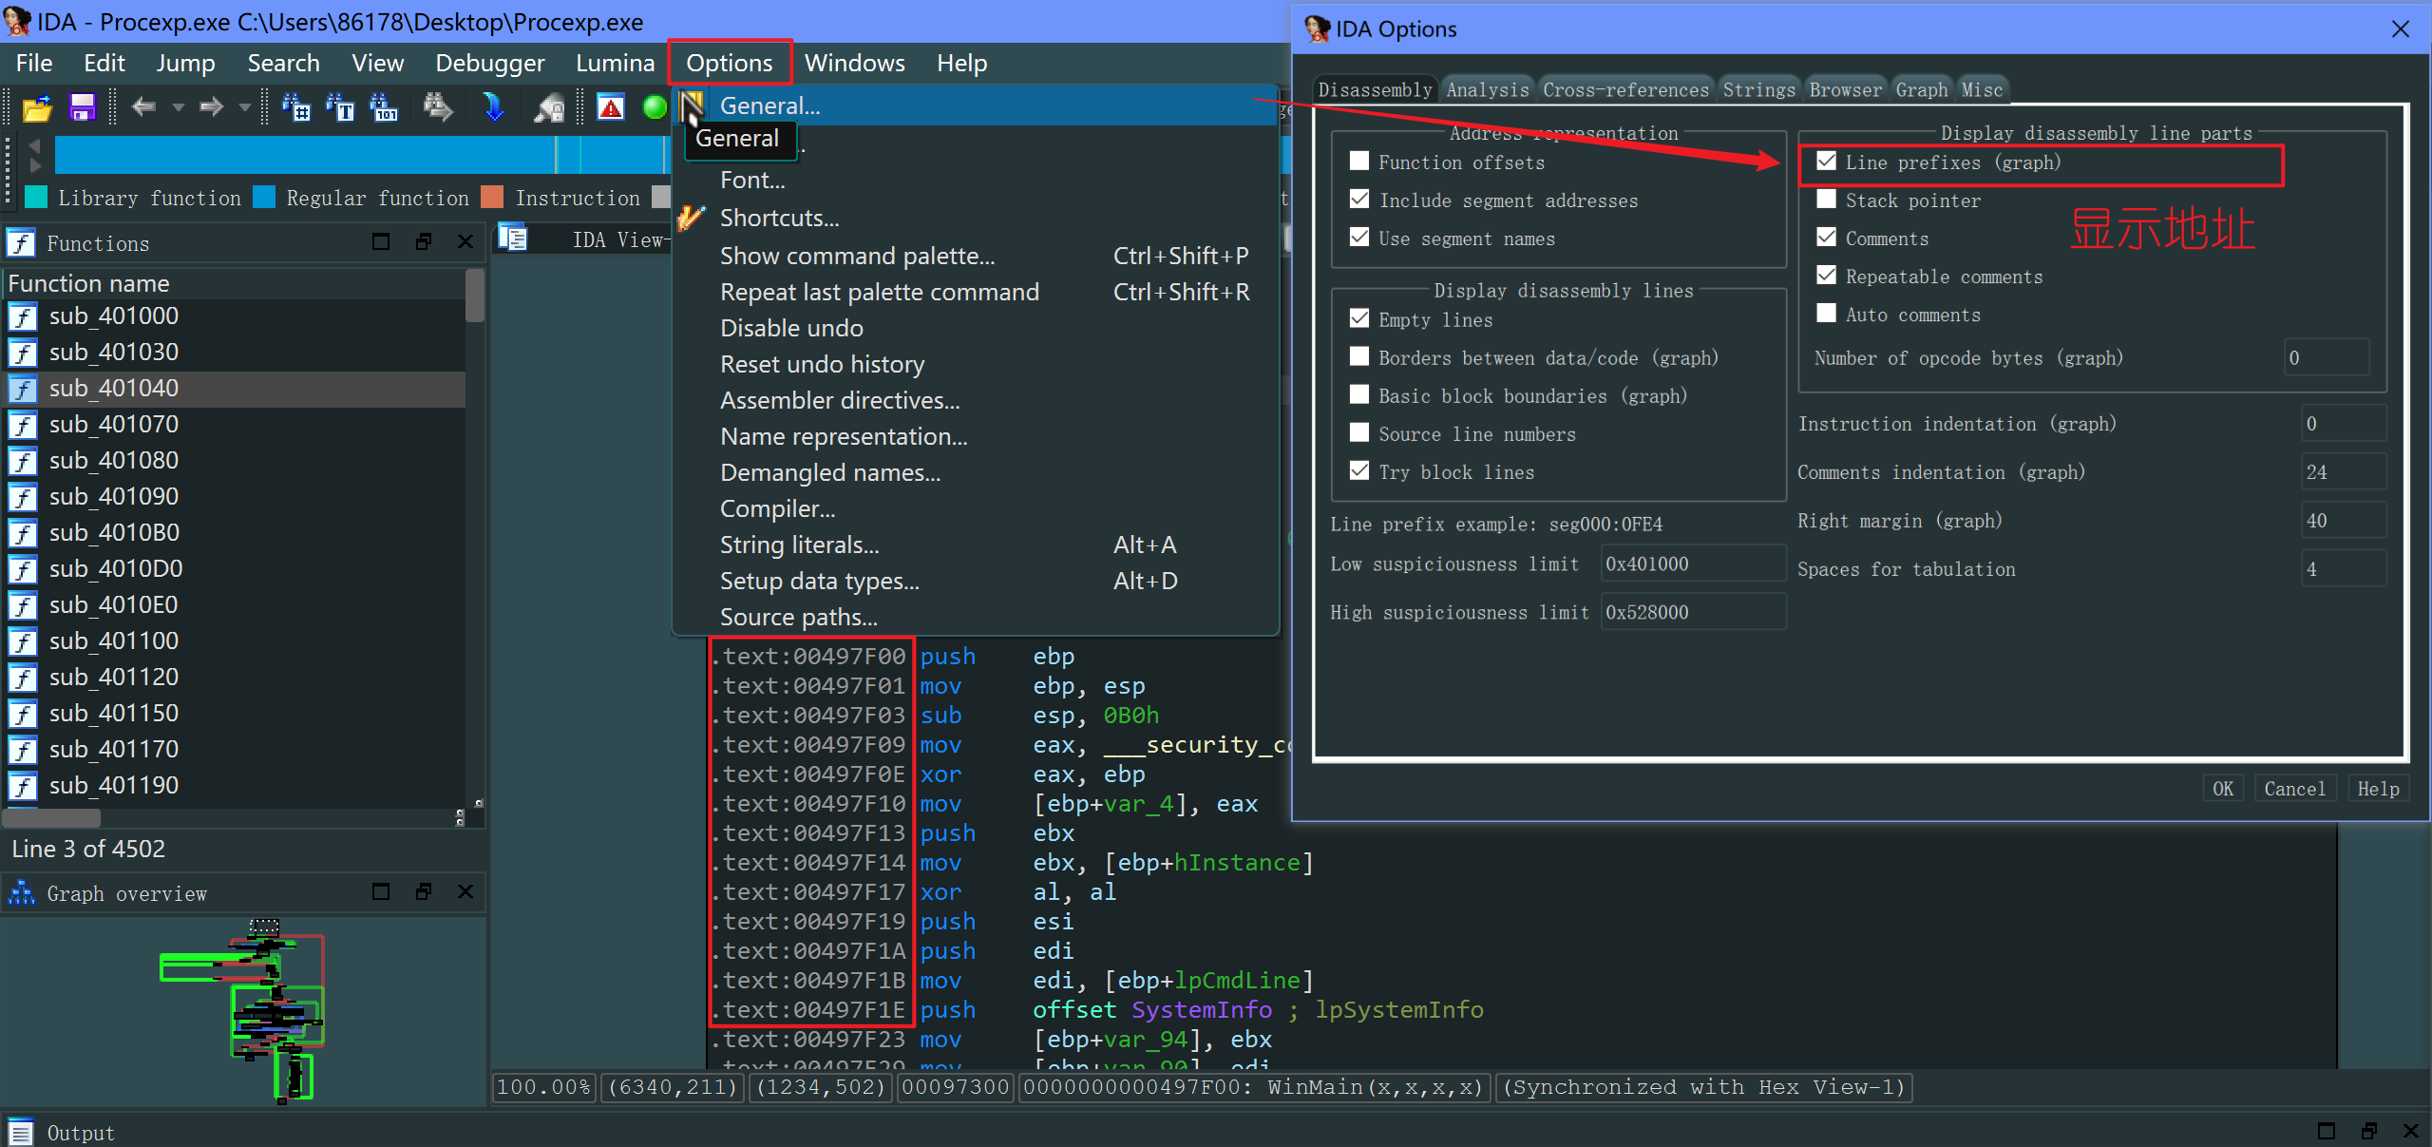 IDA - Procexp.exe C:\Users\86178\Desktop\Procexp.exe
File Edit Jump Search View Debugger Lumina Options Windows Help
General...
General
Font...
Shortcuts...
Show command palette... Ctrl+Shift+P
Repeat last palette command Ctrl+Shift+R
Disable undo
Reset undo history
Assembler directives...
Name representation...
Demangled names...
Compiler...
String literals... Alt+A
Setup data types... Alt+D
Source paths...
Library function Regular function Instruction
Functions
Function name
sub_401000
sub_401030
sub_401040
sub_401070
sub_401080
sub_401090
sub_4010B0
sub_4010D0
sub_4010E0
sub_401100
sub_401120
sub_401150
sub_401170
sub_401190
Line 3 of 4502
Graph overview
IDA View-
.text:00497F00 push ebp
.text:00497F01 mov ebp, esp
.text:00497F03 sub esp, 0B0h
.text:00497F09 mov eax, ___security_c
.text:00497F0E xor eax, ebp
.text:00497F10 mov [ebp+var_4], eax
.text:00497F13 push ebx
.text:00497F14 mov ebx, [ebp+hInstance]
.text:00497F17 xor al, al
.text:00497F19 push esi
.text:00497F1A push edi
.text:00497F1B mov edi, [ebp+lpCmdLine]
.text:00497F1E push offset SystemInfo ; lpSystemInfo
.text:00497F23 mov [ebp+var_94], ebx
.text:00497F29 mov [ebp+var_90], edi
100.00% (6340,211) (1234,502) 00097300 0000000000497F00: WinMain(x,x,x,x) (Synchronized with Hex View-1)
Output
IDA Options
Disassembly Analysis Cross-references Strings Browser Graph Misc
Address representation
Function offsets
Include segment addresses
Use segment names
Display disassembly lines
Empty lines
Borders between data/code (graph)
Basic block boundaries (graph)
Source line numbers
Try block lines
Line prefix example: seg000:0FE4
Low suspiciousness limit 0x401000
High suspiciousness limit 0x528000
Display disassembly line parts
Line prefixes (graph)
Stack pointer
显示地址
Comments
Repeatable comments
Auto comments
Number of opcode bytes (graph) 0
Instruction indentation (graph) 0
Comments indentation (graph) 24
Right margin (graph) 40
Spaces for tabulation 4
OK Cancel Help